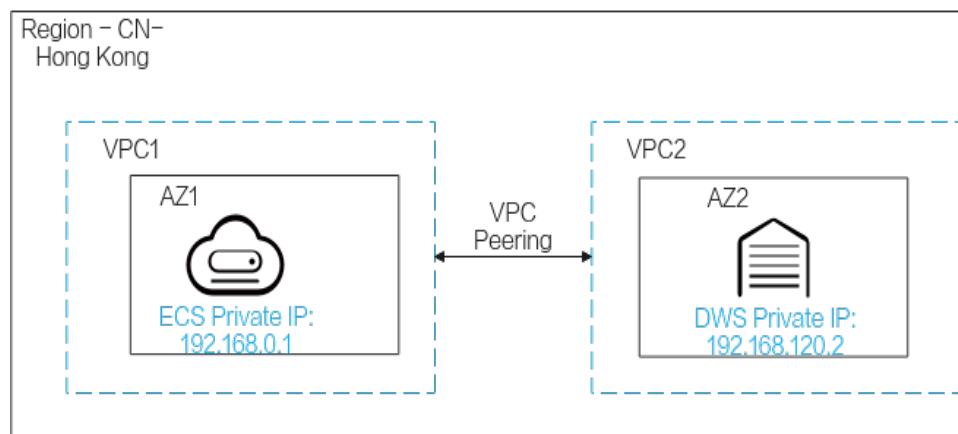 Region - CN-
Hong Kong
VPC1
AZ1
ECS Private IP:
192.168.0.1
VPC
Peering
VPC2
AZ2
DWS Private IP:
192.168.120.2